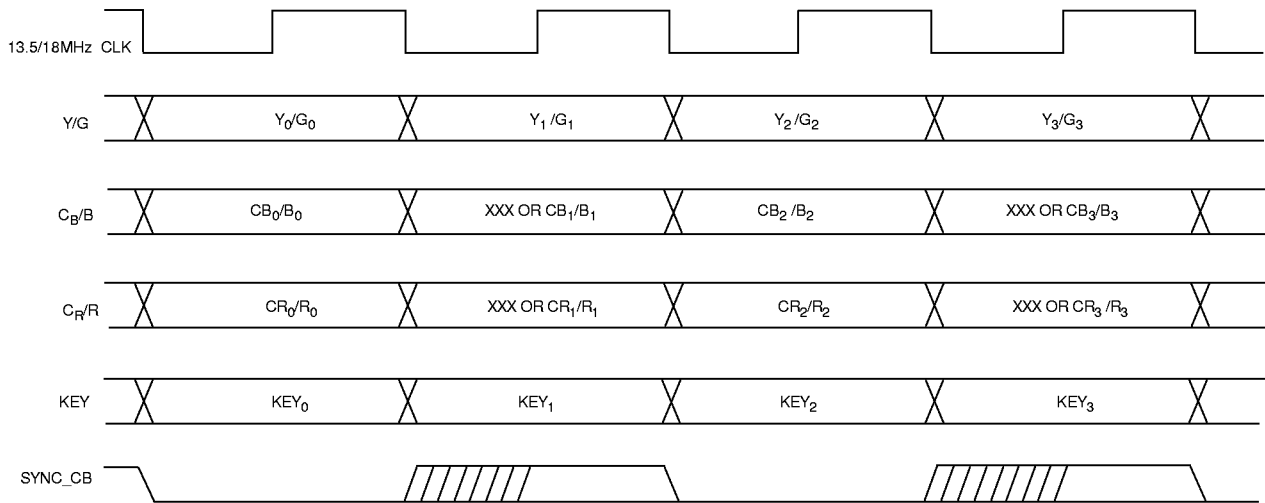 13.5/18MHz CLK
Y/G Y₀/G₀ Y₁ /G₁ Y₂ /G₂ Y₃/G₃
C_B/B CB₀/B₀ XXX OR CB₁/B₁ CB₂ /B₂ XXX OR CB₃/B₃
C_R/R CR₀/R₀ XXX OR CR₁/R₁ CR₂/R₂ XXX OR CR₃ /R₃
KEY KEY₀ KEY₁ KEY₂ KEY₃
SYNC_CB